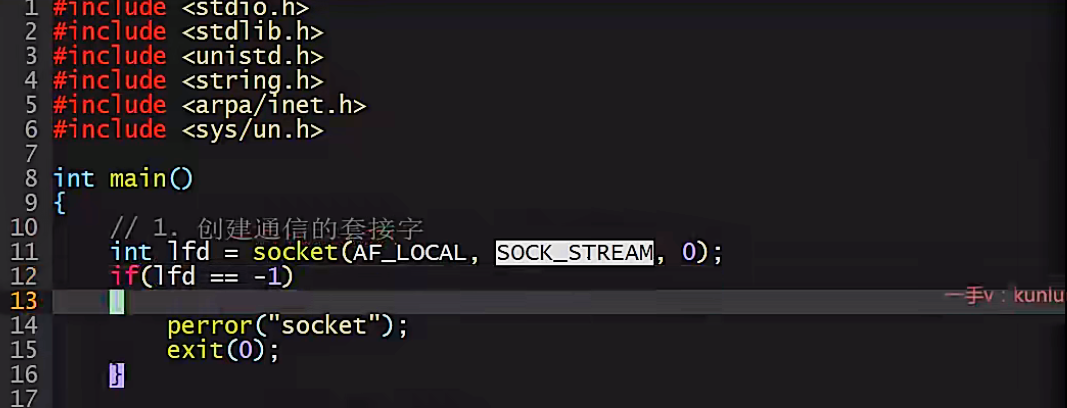 1 #include <stdio.h>
2 #include <stdlib.h>
3 #include <unistd.h>
4 #include <string.h>
5 #include <arpa/inet.h>
6 #include <sys/un.h>
7
8 int main()
9 {
10     // 1. 创建通信的套接字
11     int lfd = socket(AF_LOCAL, SOCK_STREAM, 0);
12     if(lfd == -1)
13     {
一手v：kunlu
14         perror("socket");
15         exit(0);
16     }
17